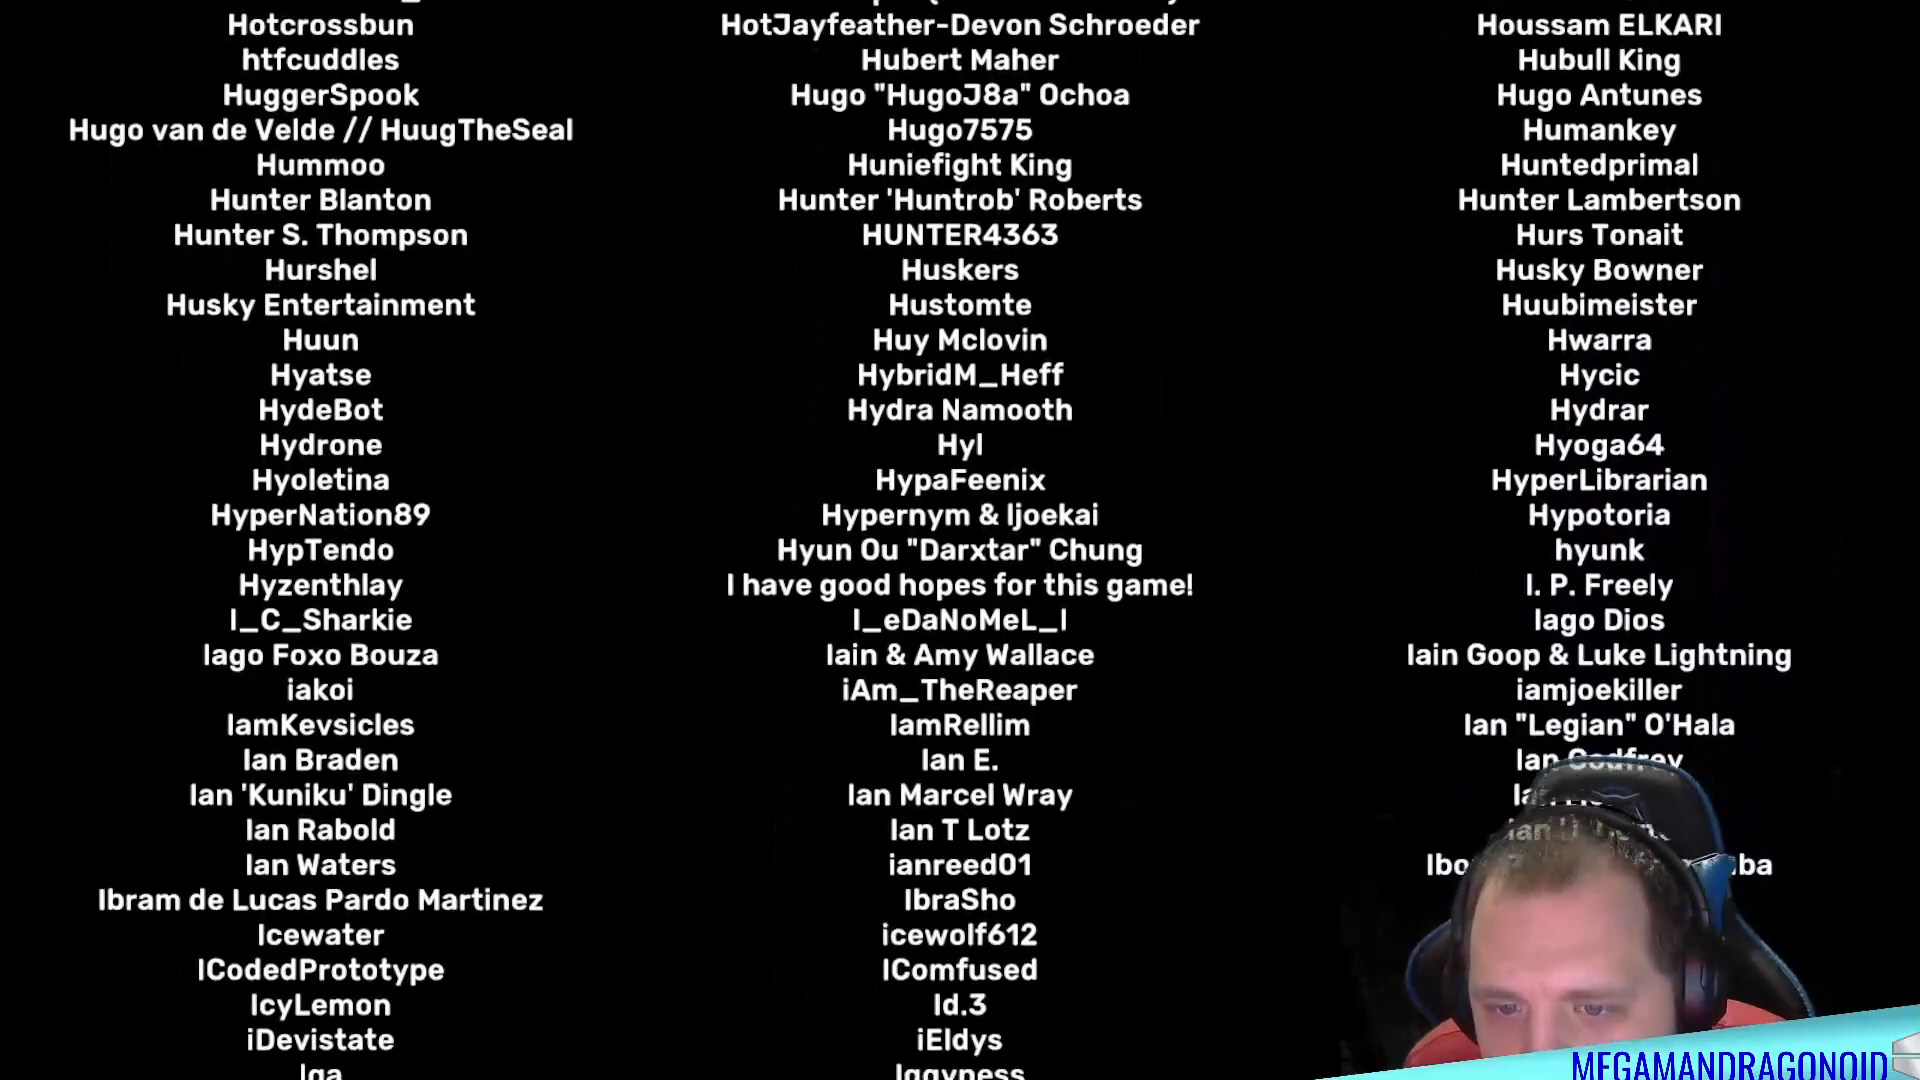 Hotcrossbun HotJayfeather-Devon Schroeder Houssam ELKARI
htfcuddles Hubert Maher Hubull King
HuggerSpook Hugo "HugoJ8a" Ochoa Hugo Antunes
Hugo van de Velde // HuugTheSeal Hugo7575 Humankey
Hummoo Huniefight King Huntedprimal
Hunter Blanton Hunter 'Huntrob' Roberts Hunter Lambertson
Hunter S. Thompson HUNTER4363 Hurs Tonait
Hurshel Huskers Husky Bowner
Husky Entertainment Hustomte Huubimeister
Huun Huy Mclovin Hwarra
Hyatse HybridM_Heff Hycic
HydeBot Hydra Namooth Hydrar
Hydrone Hyl Hyoga64
Hyoletina HypaFeenix HyperLibrarian
HyperNation89 Hypernym & Ijoekai Hypotoria
HypTendo Hyun Ou "Darxtar" Chung hyunk
Hyzenthlay I have good hopes for this game! I. P. Freely
I_C_Sharkie I_eDaNoMeL_I Iago Dios
Iago Foxo Bouza Iain & Amy Wallace Iain Goop & Luke Lightning
iakoi iAm_TheReaper iamjoekiller
IamKevsicles IamRellim Ian "Legian" O'Hala
Ian Braden Ian E. Ian Godfrey
Ian 'Kuniku' Dingle Ian Marcel Wray
Ian Rabold Ian T Lotz
Ian Waters ianreed01
Ibram de Lucas Pardo Martinez IbraSho
Icewater icewolf612
ICodedPrototype IComfused
IcyLemon Id.3
iDevistate iEldys
Iga Iggyness
MEGAMANDRAGONOID